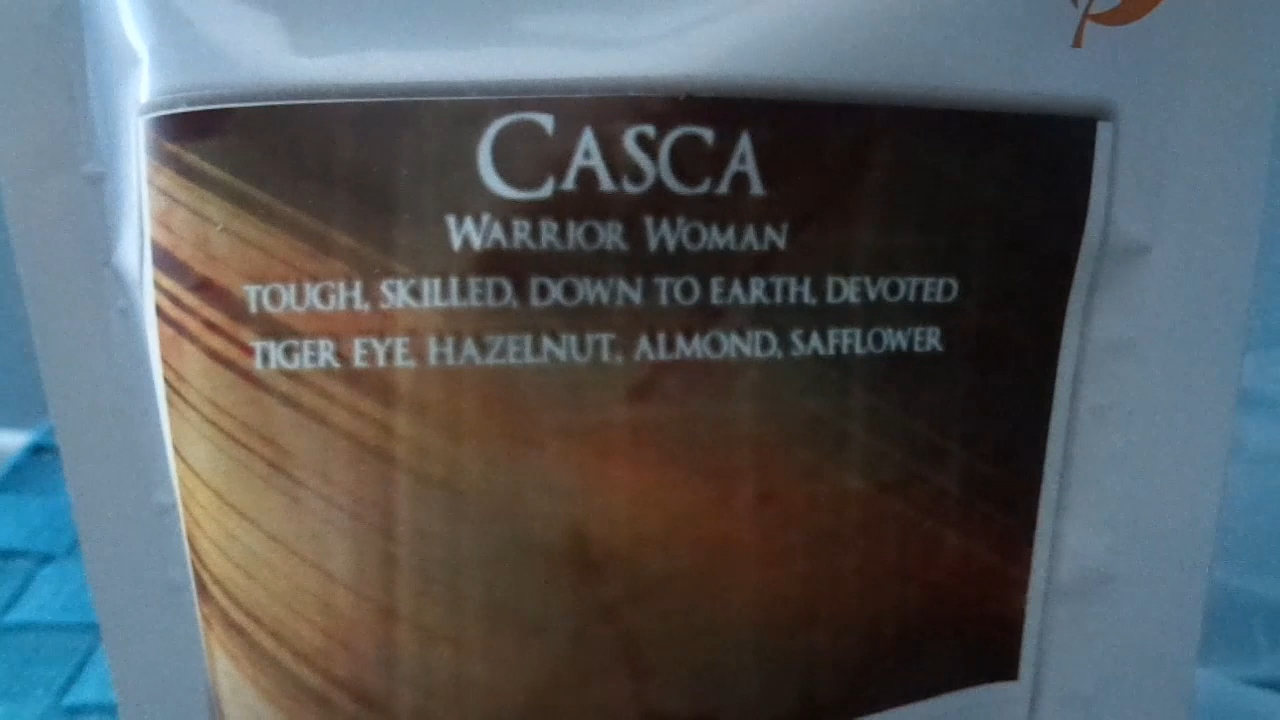 CASCA
WARRIOR WOMAN
TOUGH, SKILLED, DOWN TO EARTH, DEVOTED
TIGER EYE, HAZELNUT, ALMOND, SAFFLOWER